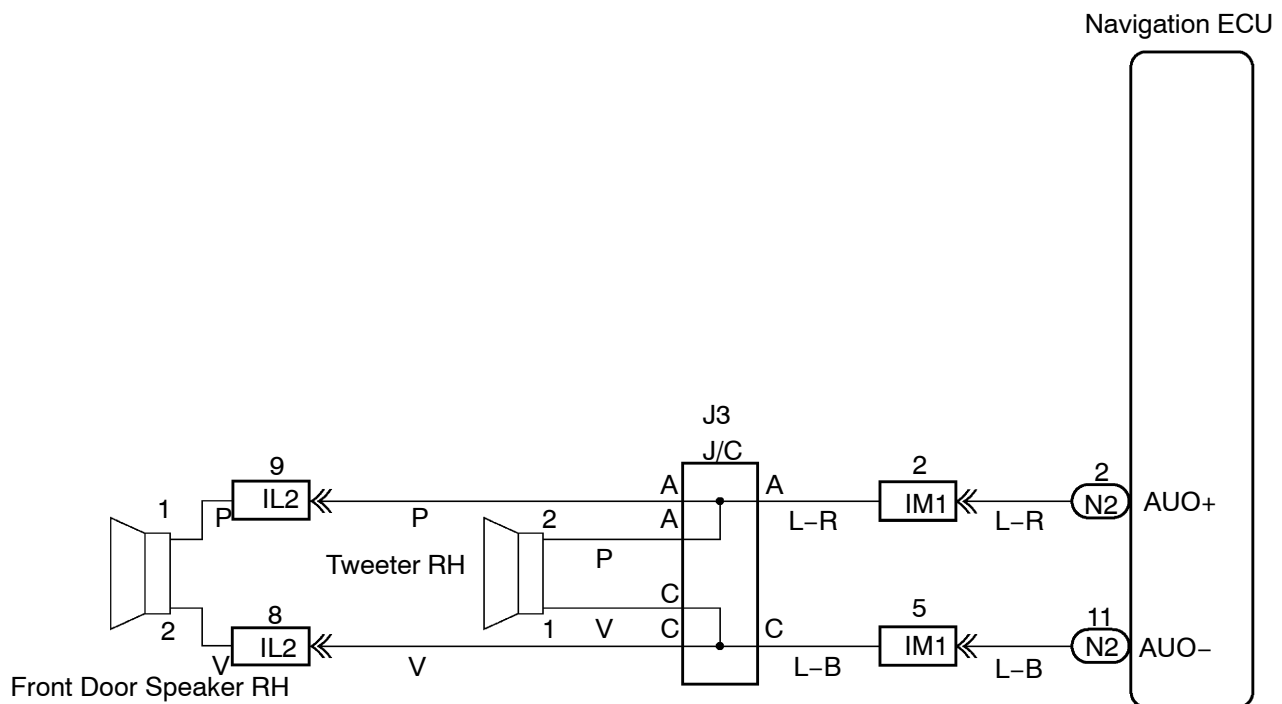 Navigation ECU
J3
J/C
9
IL2
P
1
P
A
A
A
L−R
2
IM1
L−R
2
N2
AUO+
2
P
Tweeter RH
1
V
C
C
C
L−B
5
IM1
L−B
11
N2
AUO−
8
IL2
2
V
V
Front Door Speaker RH